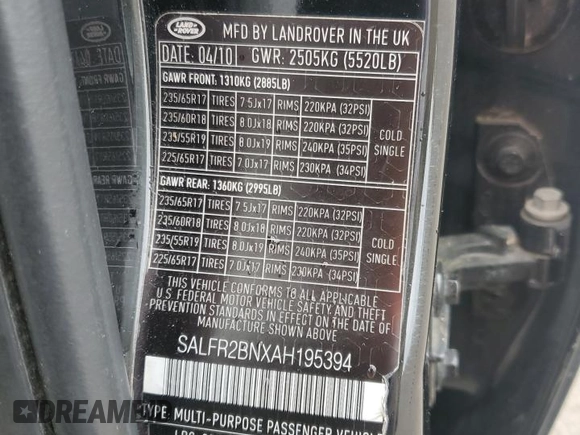 LAND ROVER
MFD BY LANDROVER IN THE UK
DATE: 04/10 GWR: 2505KG (5520LB)
GAWR FRONT: 1310KG (2885LB)
235/65R17 TIRES 7.5Jx17 RIMS 220KPA (32PSI)
235/60R18 TIRES 8.0Jx18 RIMS 220KPA (32PSI)
235/55R19 TIRES 8.0Jx19 RIMS 240KPA (35PSI)
225/65R17 TIRES 7.0Jx17 RIMS 230KPA (34PSI)
COLD
SINGLE
GAWR REAR: 1360KG (2995LB)
235/65R17 TIRES 7.5Jx17 RIMS 220KPA (32PSI)
235/60R18 TIRES 8.0Jx18 RIMS 220KPA (32PSI)
235/55R19 TIRES 8.0Jx19 RIMS 240KPA (35PSI)
225/65R17 TIRES 7.0Jx17 RIMS 230KPA (34PSI)
COLD
SINGLE
THIS VEHICLE CONFORMS TO ALL APPLICABLE
U.S. FEDERAL MOTOR VEHICLE SAFETY, AND THEFT
PREVENTION STANDARDS IN EFFECT ON THE DATE OF
MANUFACTURE SHOWN ABOVE.
SALFR2BNXAH195394
TYPE: MULTI-PURPOSE PASSENGER VEHICLE